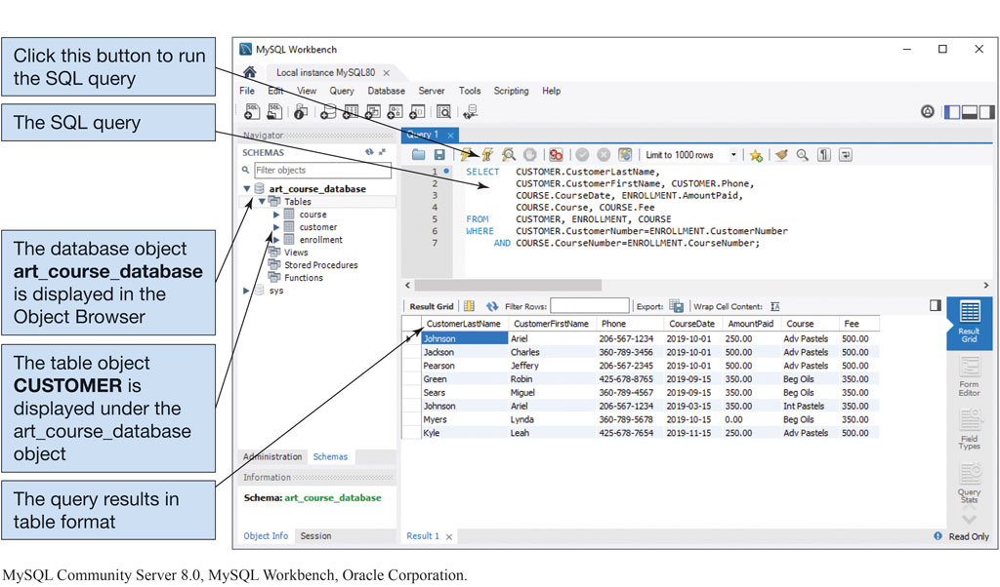 Click this button to run
the SQL query
The SQL query
The database object
art_course_database
is displayed in the
Object Browser
The table object
CUSTOMER is
displayed under the
art_course_database
object
The query results in
table format
MySQL Workbench
Local instance MySQL80
File Edit View Query Database Server Tools Scripting Help
Navigator
SCHEMAS
Filter objects
art_course_database
Tables
course
customer
enrollment
Views
Stored Procedures
Functions
sys
Administration Schemas
Information
Schema: art_course_database
Object Info Session
Query 1
Limit to 1000 rows
1 SELECT CUSTOMER.CustomerLastName,
2 CUSTOMER.CustomerFirstName, CUSTOMER.Phone,
3 COURSE.CourseDate, ENROLLMENT.AmountPaid,
4 COURSE.Course, COURSE.Fee
5 FROM CUSTOMER, ENROLLMENT, COURSE
6 WHERE CUSTOMER.CustomerNumber=ENROLLMENT.CustomerNumber
7 AND COURSE.CourseNumber=ENROLLMENT.CourseNumber;
Result Grid Filter Rows: Export: Wrap Cell Content:
CustomerLastName CustomerFirstName Phone CourseDate AmountPaid Course Fee
Johnson Ariel 206-567-1234 2019-10-01 250.00 Adv Pastels 500.00
Jackson Charles 360-789-3456 2019-10-01 500.00 Adv Pastels 500.00
Pearson Jeffery 206-567-2345 2019-10-01 500.00 Adv Pastels 500.00
Green Robin 425-678-8765 2019-09-15 350.00 Beg Oils 350.00
Sears Miguel 360-789-4567 2019-09-15 350.00 Beg Oils 350.00
Johnson Ariel 206-567-1234 2019-03-15 350.00 Int Pastels 350.00
Myers Lynda 360-789-5678 2019-10-15 0.00 Beg Oils 350.00
Kyle Leah 425-678-7654 2019-11-15 250.00 Adv Pastels 500.00
Result
Grid
Form
Editor
Field
Types
Query
Stats
Result 1
Read Only
MySQL Community Server 8.0, MySQL Workbench, Oracle Corporation.